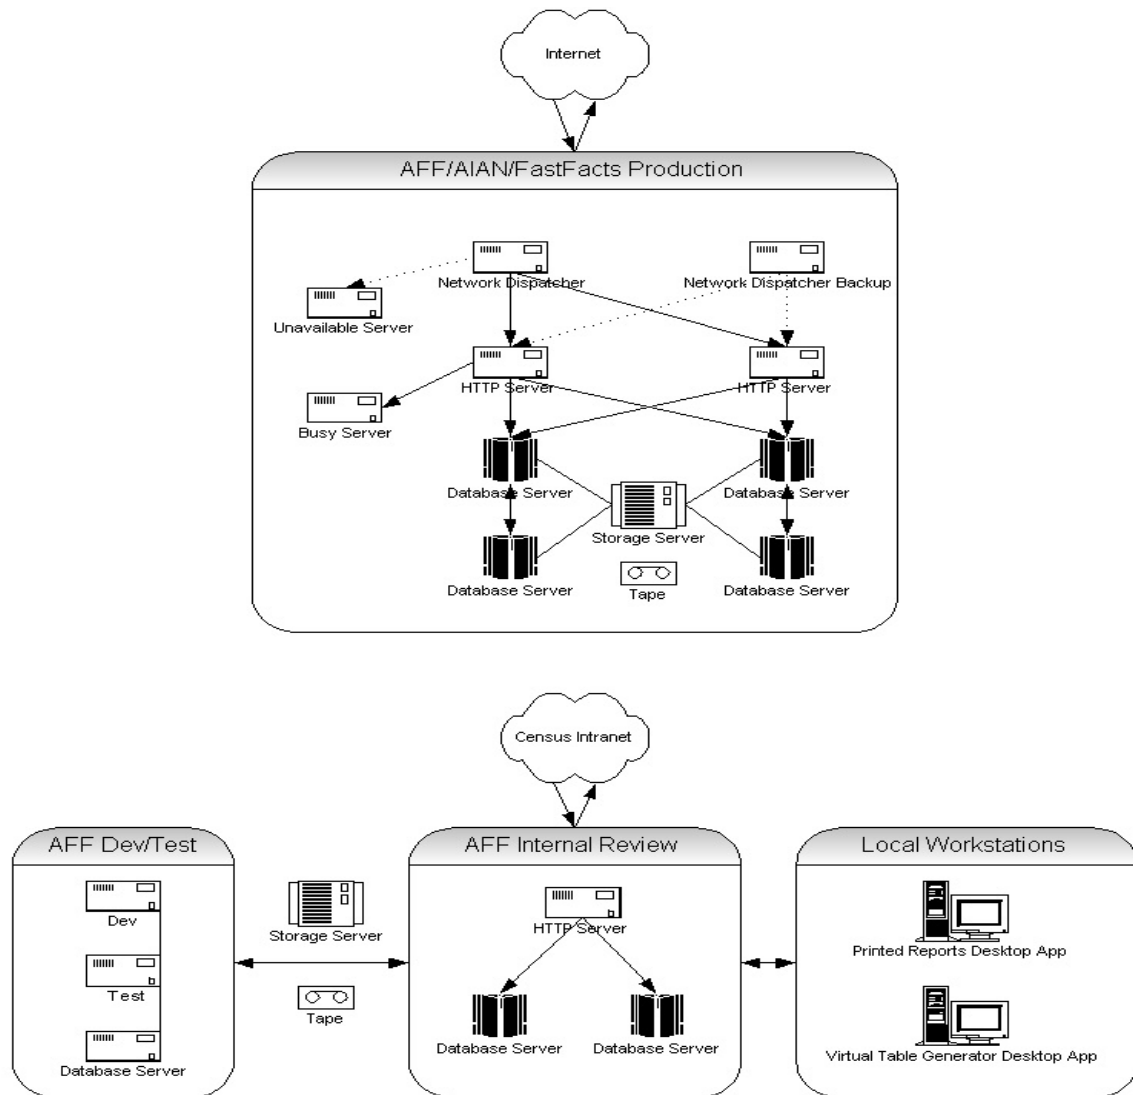 Internet
AFF/AIAN/FastFacts Production
Network Dispatcher
Network Dispatcher Backup
Unavailable Server
HTTP Server
HTTP Server
Busy Server
Database Server
Database Server
Storage Server
Database Server
Tape
Database Server
Census Intranet
AFF Dev/Test
AFF Internal Review
Local Workstations
Dev
Storage Server
HTTP Server
Printed Reports Desktop App
Test
Tape
Database Server
Database Server
Database Server
Virtual Table Generator Desktop App